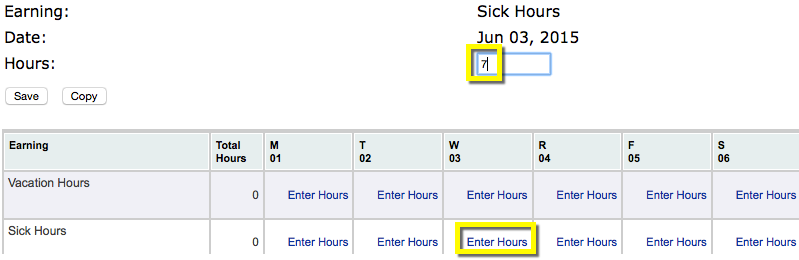 Earning: Sick Hours
Date: Jun 03, 2015
Hours: 7
Save Copy
Earning Total Hours M 01 T 02 W 03 R 04 F 05 S 06
Vacation Hours 0 Enter Hours Enter Hours Enter Hours Enter Hours Enter Hours Enter Hours
Sick Hours 0 Enter Hours Enter Hours Enter Hours Enter Hours Enter Hours Enter Hours